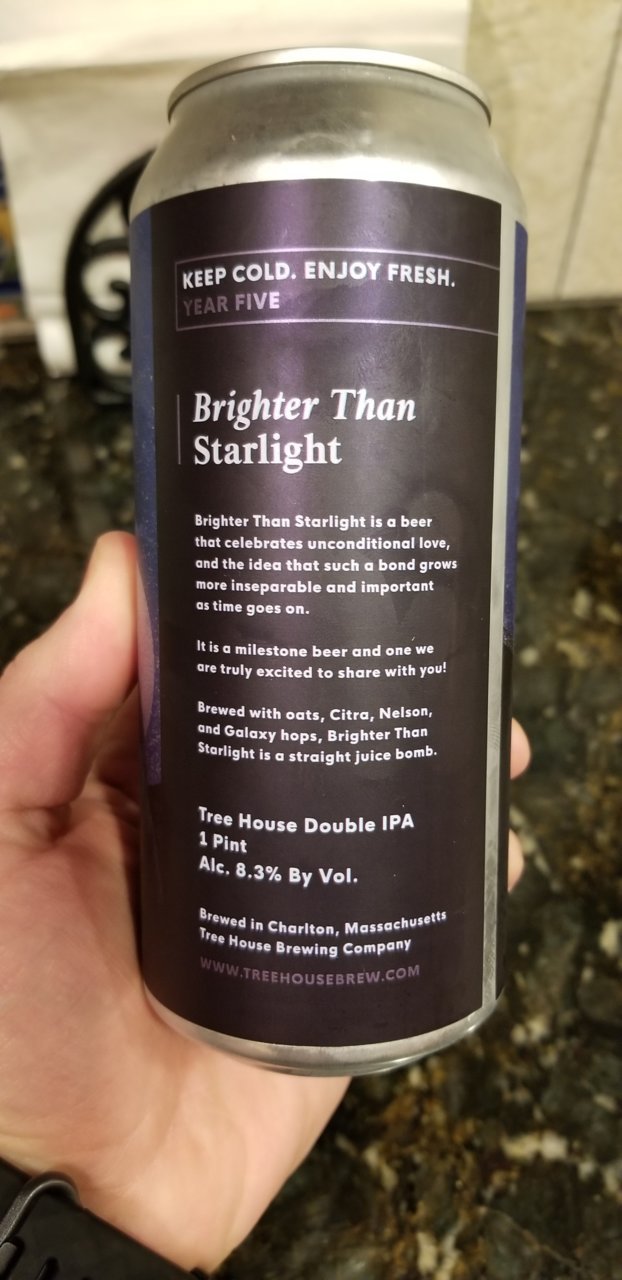 KEEP COLD. ENJOY FRESH.
YEAR FIVE
Brighter Than
Starlight
Brighter Than Starlight is a beer
that celebrates unconditional love,
and the idea that such a bond grows
more inseparable and important
as time goes on.
It is a milestone beer and one we
are truly excited to share with you!
Brewed with oats, Citra, Nelson,
and Galaxy hops, Brighter Than
Starlight is a straight juice bomb.
Tree House Double IPA
1 Pint
Alc. 8.3% By Vol.
Brewed in Charlton, Massachusetts
Tree House Brewing Company
WWW.TREEHOUSEBREW.COM